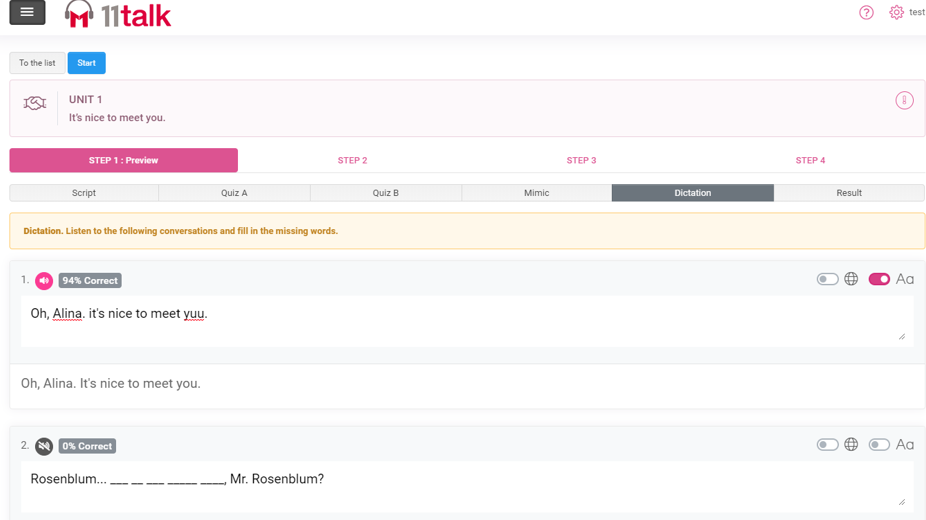 11talk
test
To the list
Start
UNIT 1
It's nice to meet you.
STEP 1 : Preview
STEP 2
STEP 3
STEP 4
Script
Quiz A
Quiz B
Mimic
Dictation
Result
Dictation. Listen to the following conversations and fill in the missing words.
1.
94% Correct
Aa
Oh, Alina. it's nice to meet yuu.
Oh, Alina. It's nice to meet you.
2.
0% Correct
Aa
Rosenblum... ___ __ ___ _____ ____, Mr. Rosenblum?